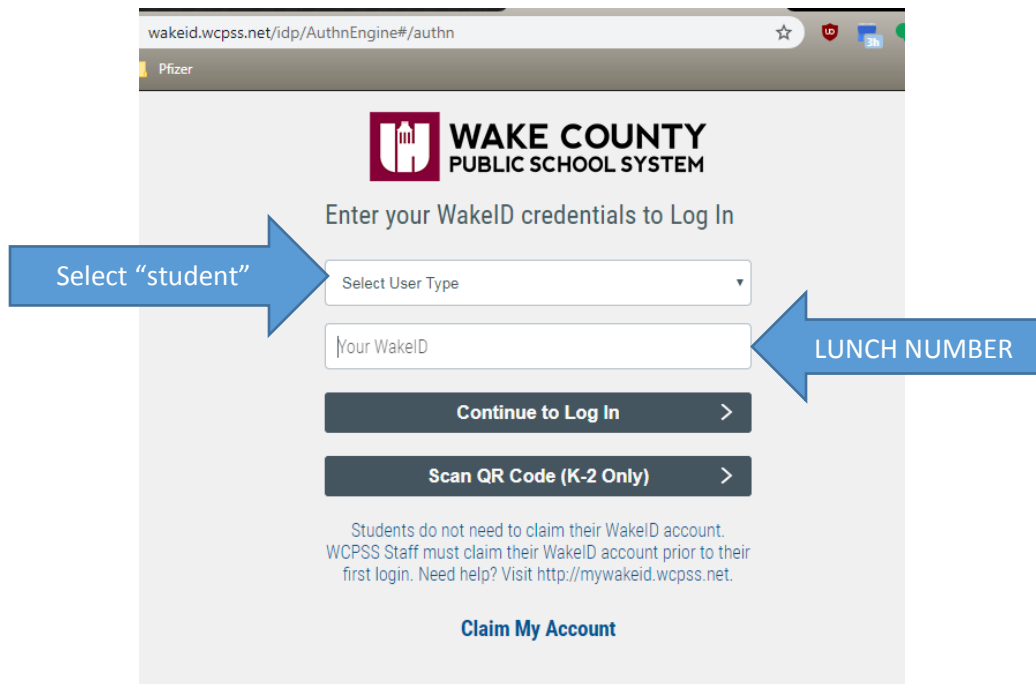 wakeid.wcpss.net/idp/AuthnEngine#/authn
3h
Pfizer
WAKE COUNTY
PUBLIC SCHOOL SYSTEM
Enter your WakeID credentials to Log In
Select “student”
Select User Type
Your WakeID
LUNCH NUMBER
Continue to Log In
Scan QR Code (K-2 Only)
Students do not need to claim their WakeID account.
WCPSS Staff must claim their WakeID account prior to their
first login. Need help? Visit http://mywakeid.wcpss.net.
Claim My Account